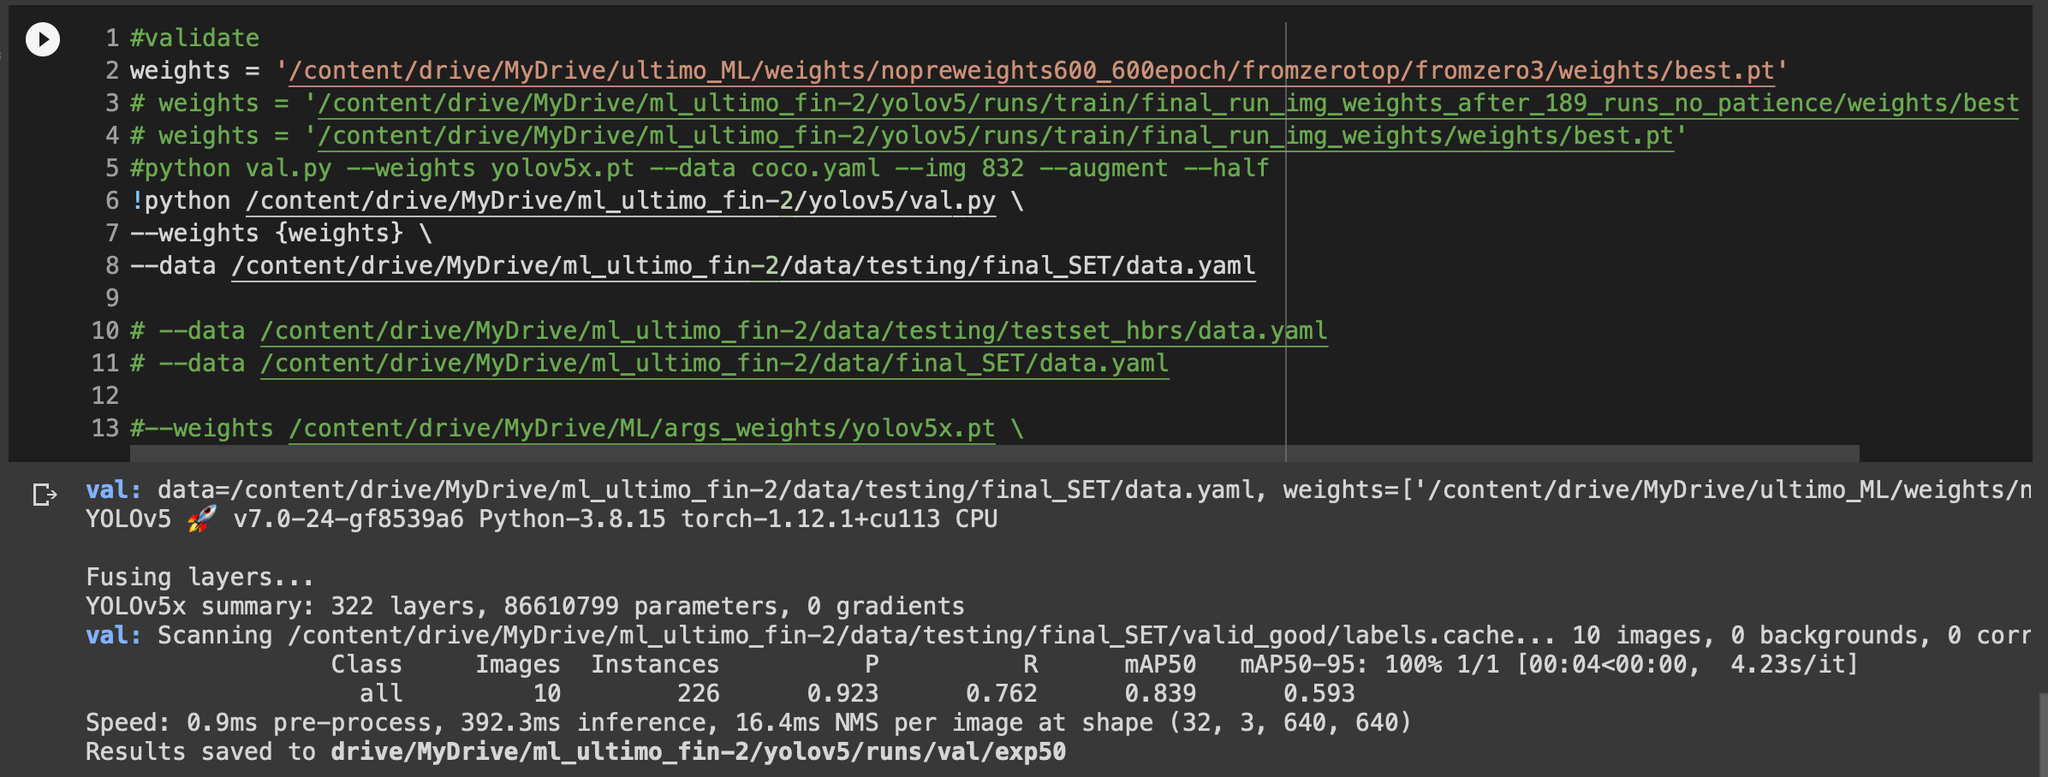 1 #validate
2 weights = '/content/drive/MyDrive/ultimo_ML/weights/nopreweights600_600epoch/fromzerotop/fromzero3/weights/best.pt'
3 # weights = '/content/drive/MyDrive/ml_ultimo_fin-2/yolov5/runs/train/final_run_img_weights_after_189_runs_no_patience/weights/best
4 # weights = '/content/drive/MyDrive/ml_ultimo_fin-2/yolov5/runs/train/final_run_img_weights/weights/best.pt'
5 #python val.py --weights yolov5x.pt --data coco.yaml --img 832 --augment --half
6 !python /content/drive/MyDrive/ml_ultimo_fin-2/yolov5/val.py \
7 --weights {weights} \
8 --data /content/drive/MyDrive/ml_ultimo_fin-2/data/testing/final_SET/data.yaml
9
10 # --data /content/drive/MyDrive/ml_ultimo_fin-2/data/testing/testset_hbrs/data.yaml
11 # --data /content/drive/MyDrive/ml_ultimo_fin-2/data/final_SET/data.yaml
12
13 #--weights /content/drive/MyDrive/ML/args_weights/yolov5x.pt \
val: data=/content/drive/MyDrive/ml_ultimo_fin-2/data/testing/final_SET/data.yaml, weights=['/content/drive/MyDrive/ultimo_ML/weights/n
YOLOv5 🚀 v7.0-24-gf8539a6 Python-3.8.15 torch-1.12.1+cu113 CPU
Fusing layers...
YOLOv5x summary: 322 layers, 86610799 parameters, 0 gradients
val: Scanning /content/drive/MyDrive/ml_ultimo_fin-2/data/testing/final_SET/valid_good/labels.cache... 10 images, 0 backgrounds, 0 corr
Class Images Instances P R mAP50 mAP50-95: 100% 1/1 [00:04<00:00, 4.23s/it]
all 10 226 0.923 0.762 0.839 0.593
Speed: 0.9ms pre-process, 392.3ms inference, 16.4ms NMS per image at shape (32, 3, 640, 640)
Results saved to drive/MyDrive/ml_ultimo_fin-2/yolov5/runs/val/exp50